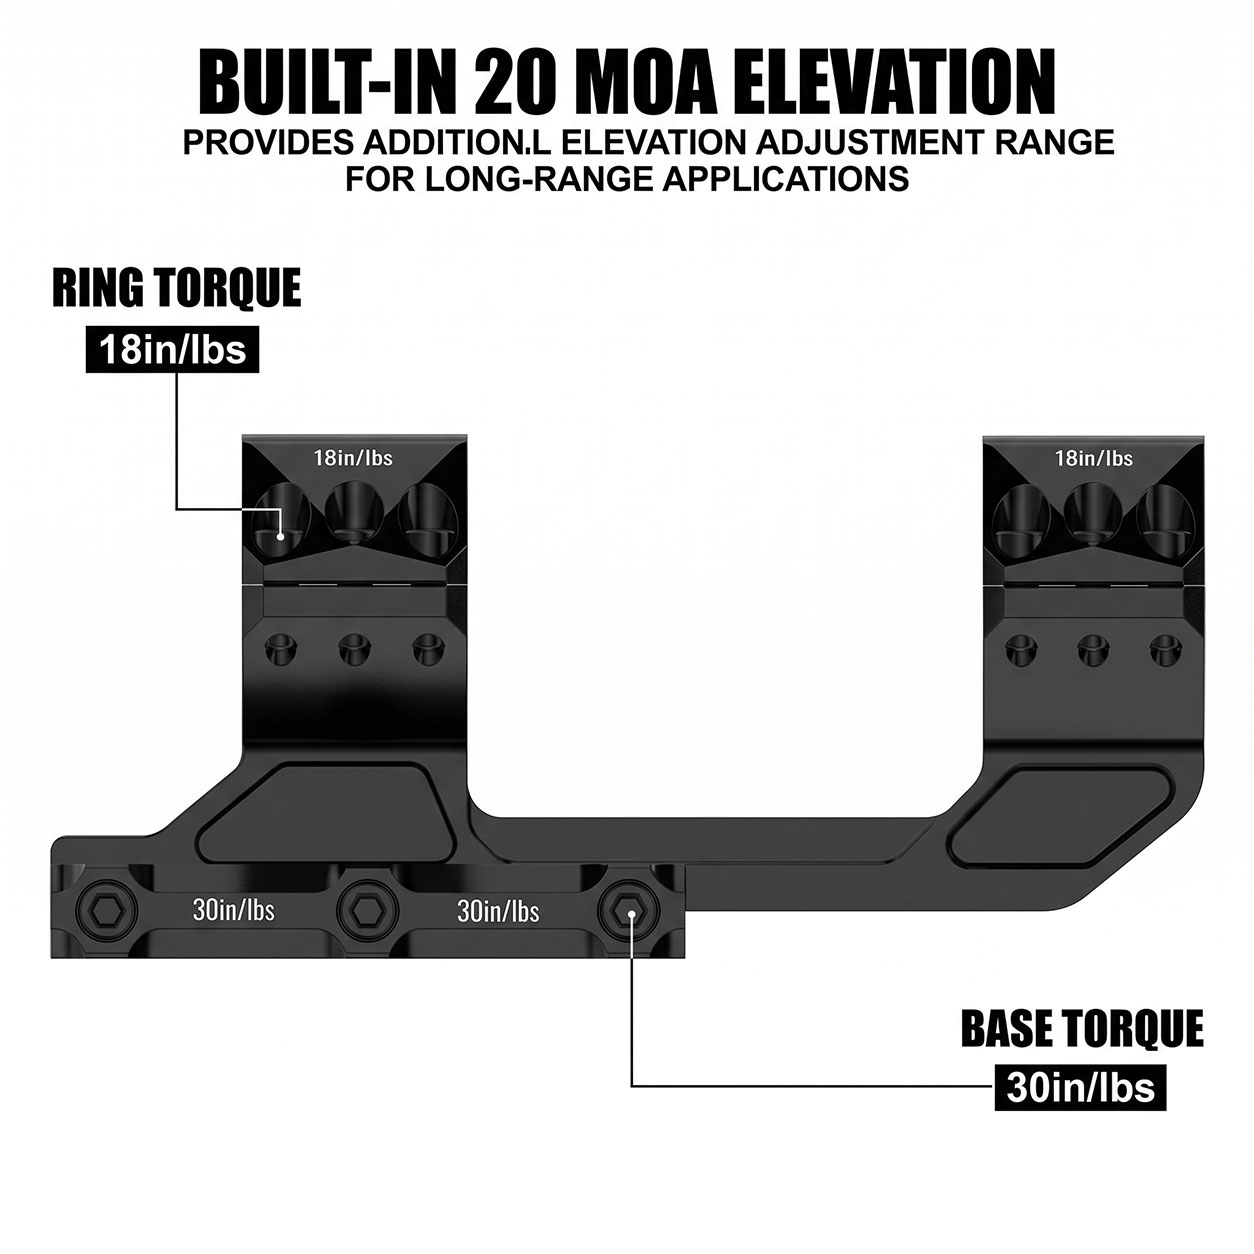 BUILT-IN 20 MOA ELEVATION
PROVIDES ADDITION.L ELEVATION ADJUSTMENT RANGE
FOR LONG-RANGE APPLICATIONS
RING TORQUE
18in/lbs
18in/lbs
18in/lbs
30in/lbs
30in/lbs
BASE TORQUE
30in/lbs